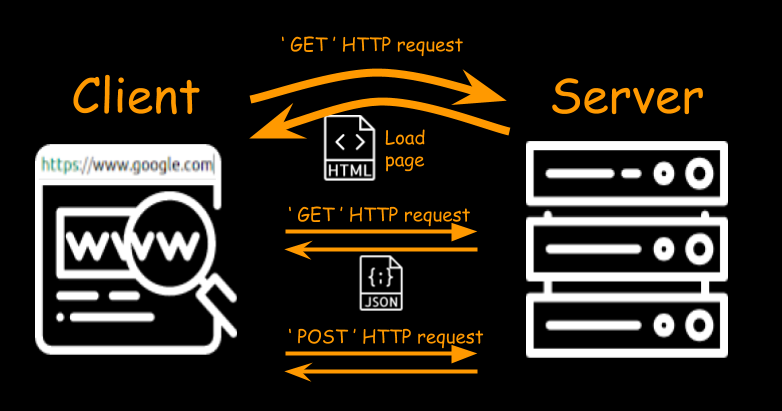 ‘ GET ’ HTTP request
Client
Server
https://www.google.com
HTML
Load
page
www
‘ GET ’ HTTP request
{;}
JSON
‘ POST ’ HTTP request